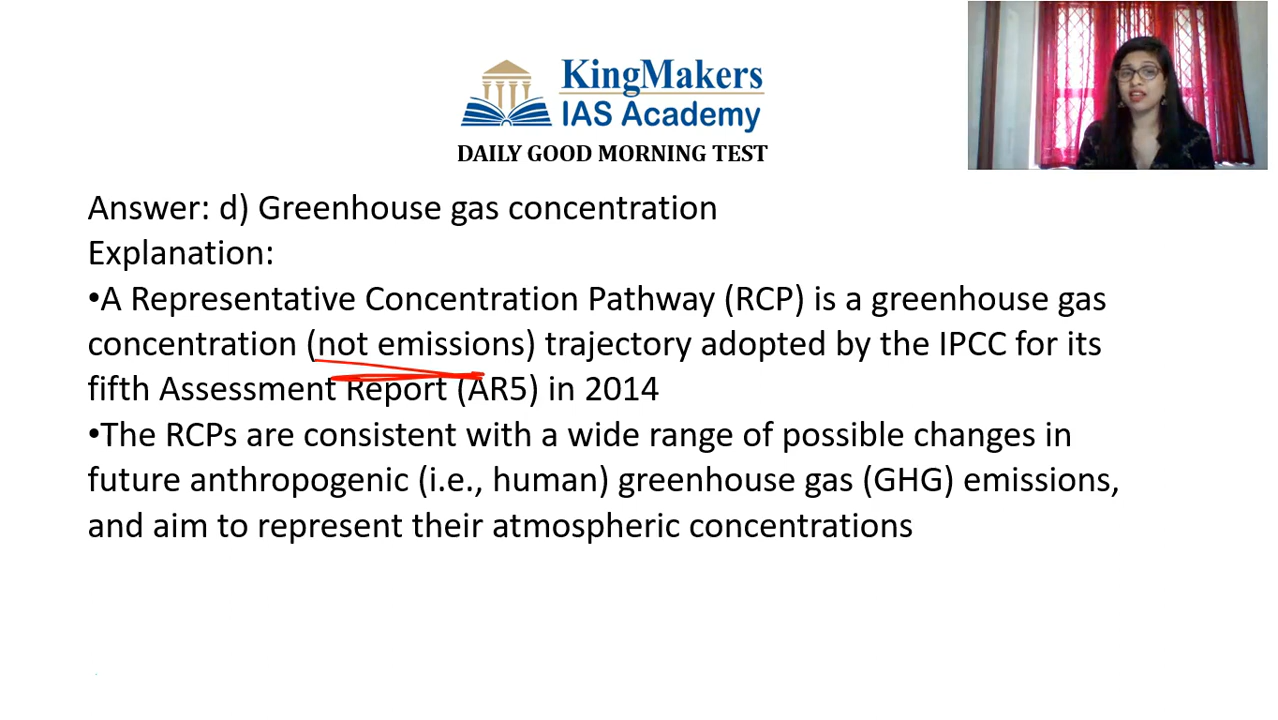 KingMakers
IAS Academy
DAILY GOOD MORNING TEST
Answer: d) Greenhouse gas concentration
Explanation:
•A Representative Concentration Pathway (RCP) is a greenhouse gas
concentration (not emissions) trajectory adopted by the IPCC for its
fifth Assessment Report (AR5) in 2014
•The RCPs are consistent with a wide range of possible changes in
future anthropogenic (i.e., human) greenhouse gas (GHG) emissions,
and aim to represent their atmospheric concentrations